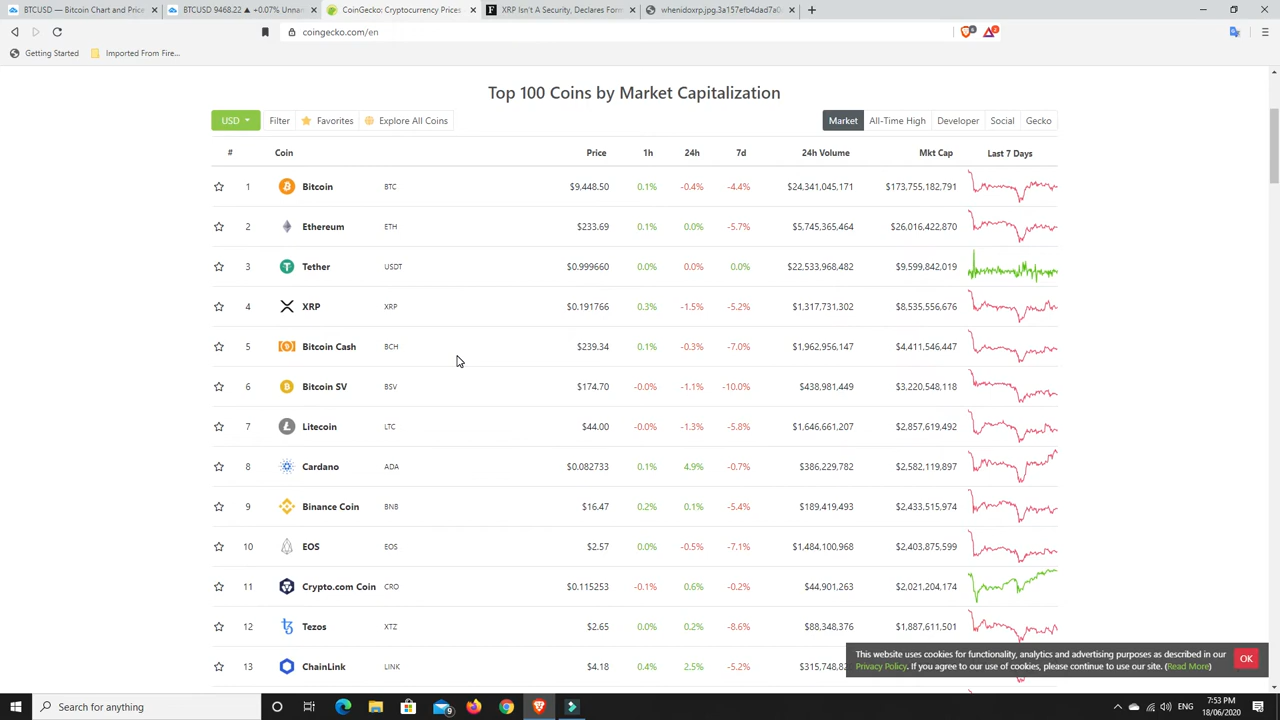 BTCUSD — Bitcoin Chart and Price
BTCUSD 9468.22 ▲ +0.07% Unna
CoinGecko: Cryptocurrency Prices
XRP Isn't A Security, Declares Form
whenidoxrp.jpg.3a157efb4dad7a0
coingecko.com/en
Getting Started
Imported From Fire...
Top 100 Coins by Market Capitalization
USD Filter Favorites Explore All Coins Market All-Time High Developer Social Gecko
# Coin Price 1h 24h 7d 24h Volume Mkt Cap Last 7 Days
1 Bitcoin BTC $9,448.50 0.1% -0.4% -4.4% $24,341,045,171 $173,755,182,791
2 Ethereum ETH $233.69 0.1% 0.0% -5.7% $5,745,365,464 $26,016,422,870
3 Tether USDT $0.999660 0.0% 0.0% 0.0% $22,533,968,482 $9,599,842,019
4 XRP XRP $0.191766 0.3% -1.5% -5.2% $1,317,731,302 $8,535,556,676
5 Bitcoin Cash BCH $239.34 0.1% -0.3% -7.0% $1,962,956,147 $4,411,546,447
6 Bitcoin SV BSV $174.70 -0.0% -1.1% -10.0% $438,981,449 $3,220,548,118
7 Litecoin LTC $44.00 -0.0% -1.3% -5.8% $1,646,661,207 $2,857,619,492
8 Cardano ADA $0.082733 0.1% 4.9% -0.7% $386,229,782 $2,582,119,897
9 Binance Coin BNB $16.47 0.2% 0.1% -5.4% $189,419,493 $2,433,515,974
10 EOS EOS $2.57 0.0% -0.5% -7.1% $1,484,100,968 $2,403,875,599
11 Crypto.com Coin CRO $0.115253 -0.1% 0.6% -0.2% $44,901,263 $2,021,204,174
12 Tezos XTZ $2.65 0.0% 0.2% -8.6% $88,348,376 $1,887,611,501
13 ChainLink LINK $4.18 0.4% 2.5% -5.2% $315,748,8
This website uses cookies for functionality, analytics and advertising purposes as described in our
Privacy Policy. If you agree to our use of cookies, please continue to use our site. (Read More)
OK
Search for anything
ENG
7:53 PM
18/06/2020